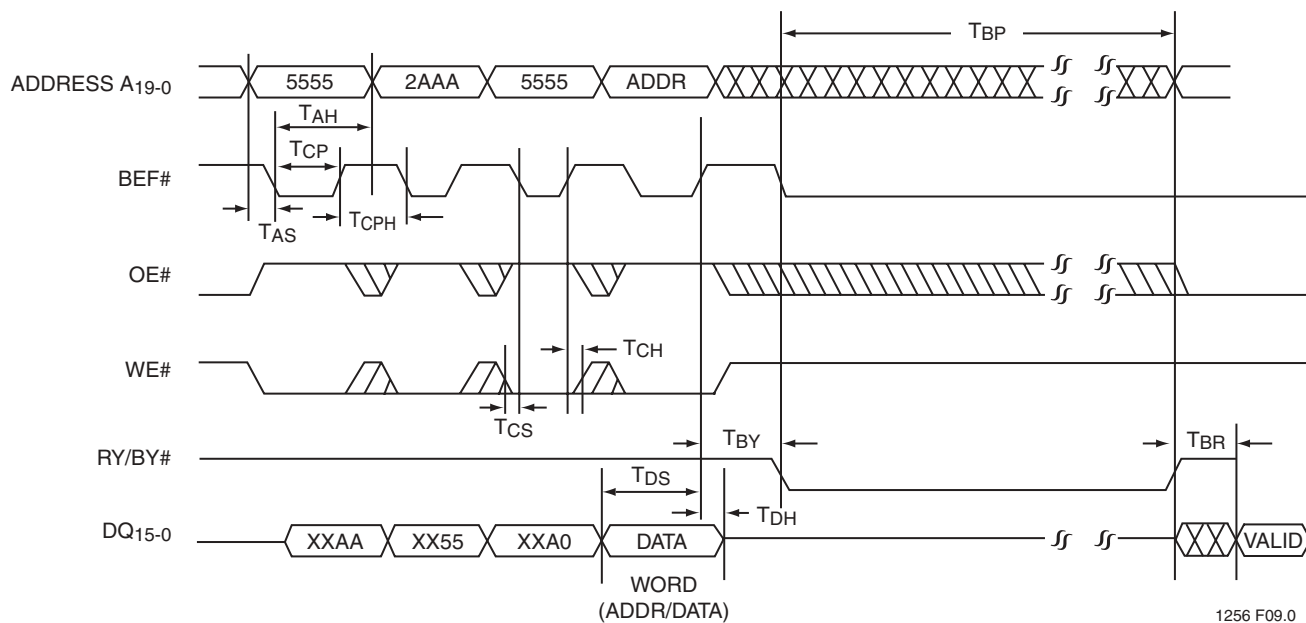 TBP
ADDRESS A19-0
5555
2AAA
5555
ADDR
TAH
TCP
BEF#
TAS
TCPH
OE#
WE#
TCH
TCS
TBY
TBR
RY/BY#
TDS
TDH
DQ15-0
XXAA
XX55
XXA0
DATA
VALID
WORD
(ADDR/DATA)
1256 F09.0